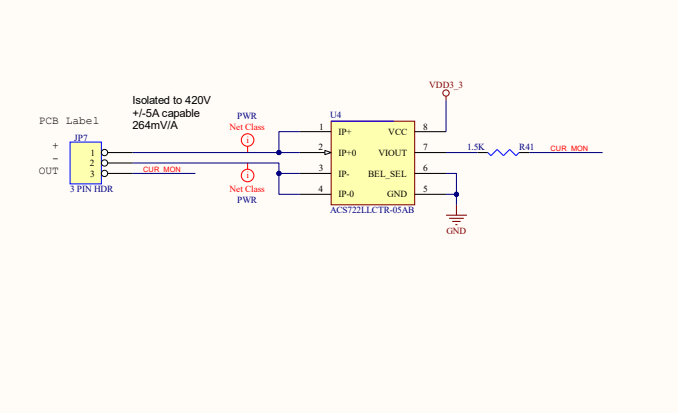 Isolated to 420V
+/-5A capable
264mV/A
PCB Label
JP7
+
-
OUT
1
2
3
3 PIN HDR
CUR_MON
PWR
Net Class
i
i
Net Class
PWR
U4
1
2
3
4
IP+
IP+0
IP-
IP-0
VCC
VIOUT
BEL_SEL
GND
8
7
6
5
ACS722LLCTR-05AB
VDD3_3
1.5K
R41
CUR_MON
GND